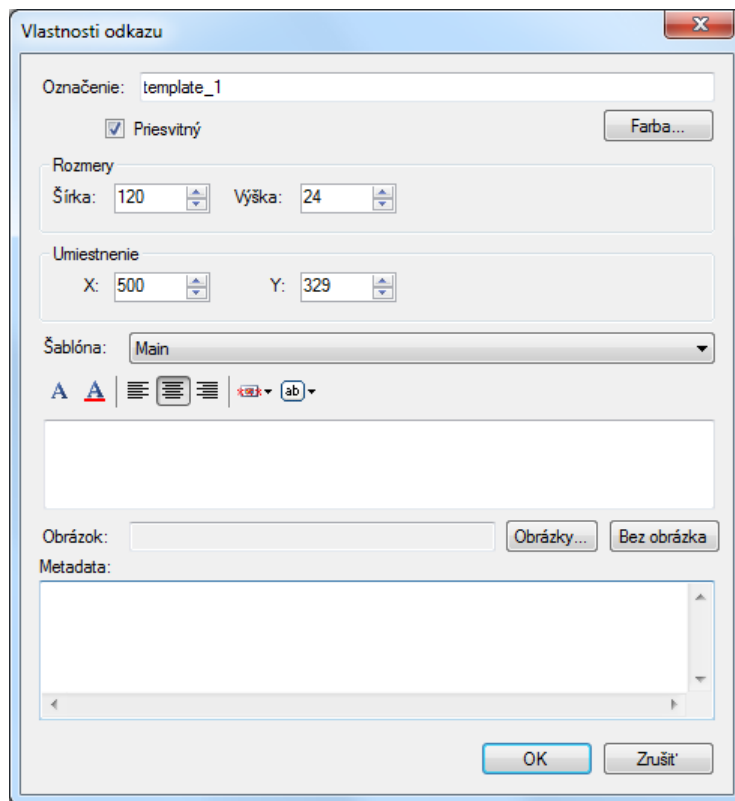 Vlastnosti odkazu
Označenie: template_1
Priesvitný Farba...
Rozmery
Šírka: 120 Výška: 24
Umiestnenie
X: 500 Y: 329
Šablóna: Main
A A ab
Obrázok: Obrázky... Bez obrázka
Metadata:
OK Zrušiť